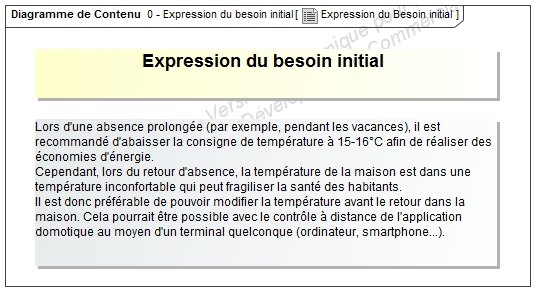 Diagramme de Contenu 0 - Expression du besoin initial [ Expression du Besoin initial ]
Expression du besoin initial
Lors d'une absence prolongée (par exemple, pendant les vacances), il est
recommandé d'abaisser la consigne de température à 15-16°C afin de réaliser des
économies d'énergie.
Cependant, lors du retour d'absence, la température de la maison est dans une
température inconfortable qui peut fragiliser la santé des habitants.
Il est donc préférable de pouvoir modifier la température avant le retour dans la
maison. Cela pourrait être possible avec le contrôle à distance de l'application
domotique au moyen d'un terminal quelconque (ordinateur, smartphone...).